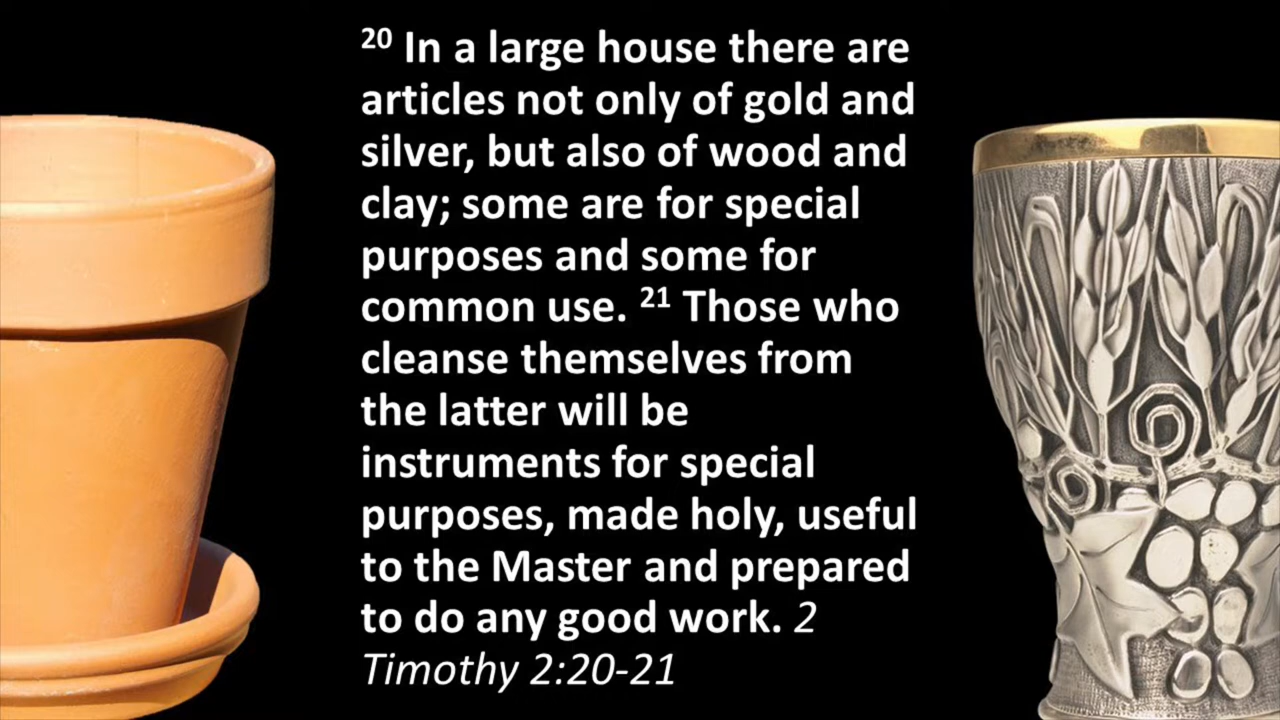 20 In a large house there are
articles not only of gold and
silver, but also of wood and
clay; some are for special
purposes and some for
common use. 21 Those who
cleanse themselves from
the latter will be
instruments for special
purposes, made holy, useful
to the Master and prepared
to do any good work. 2
Timothy 2:20-21